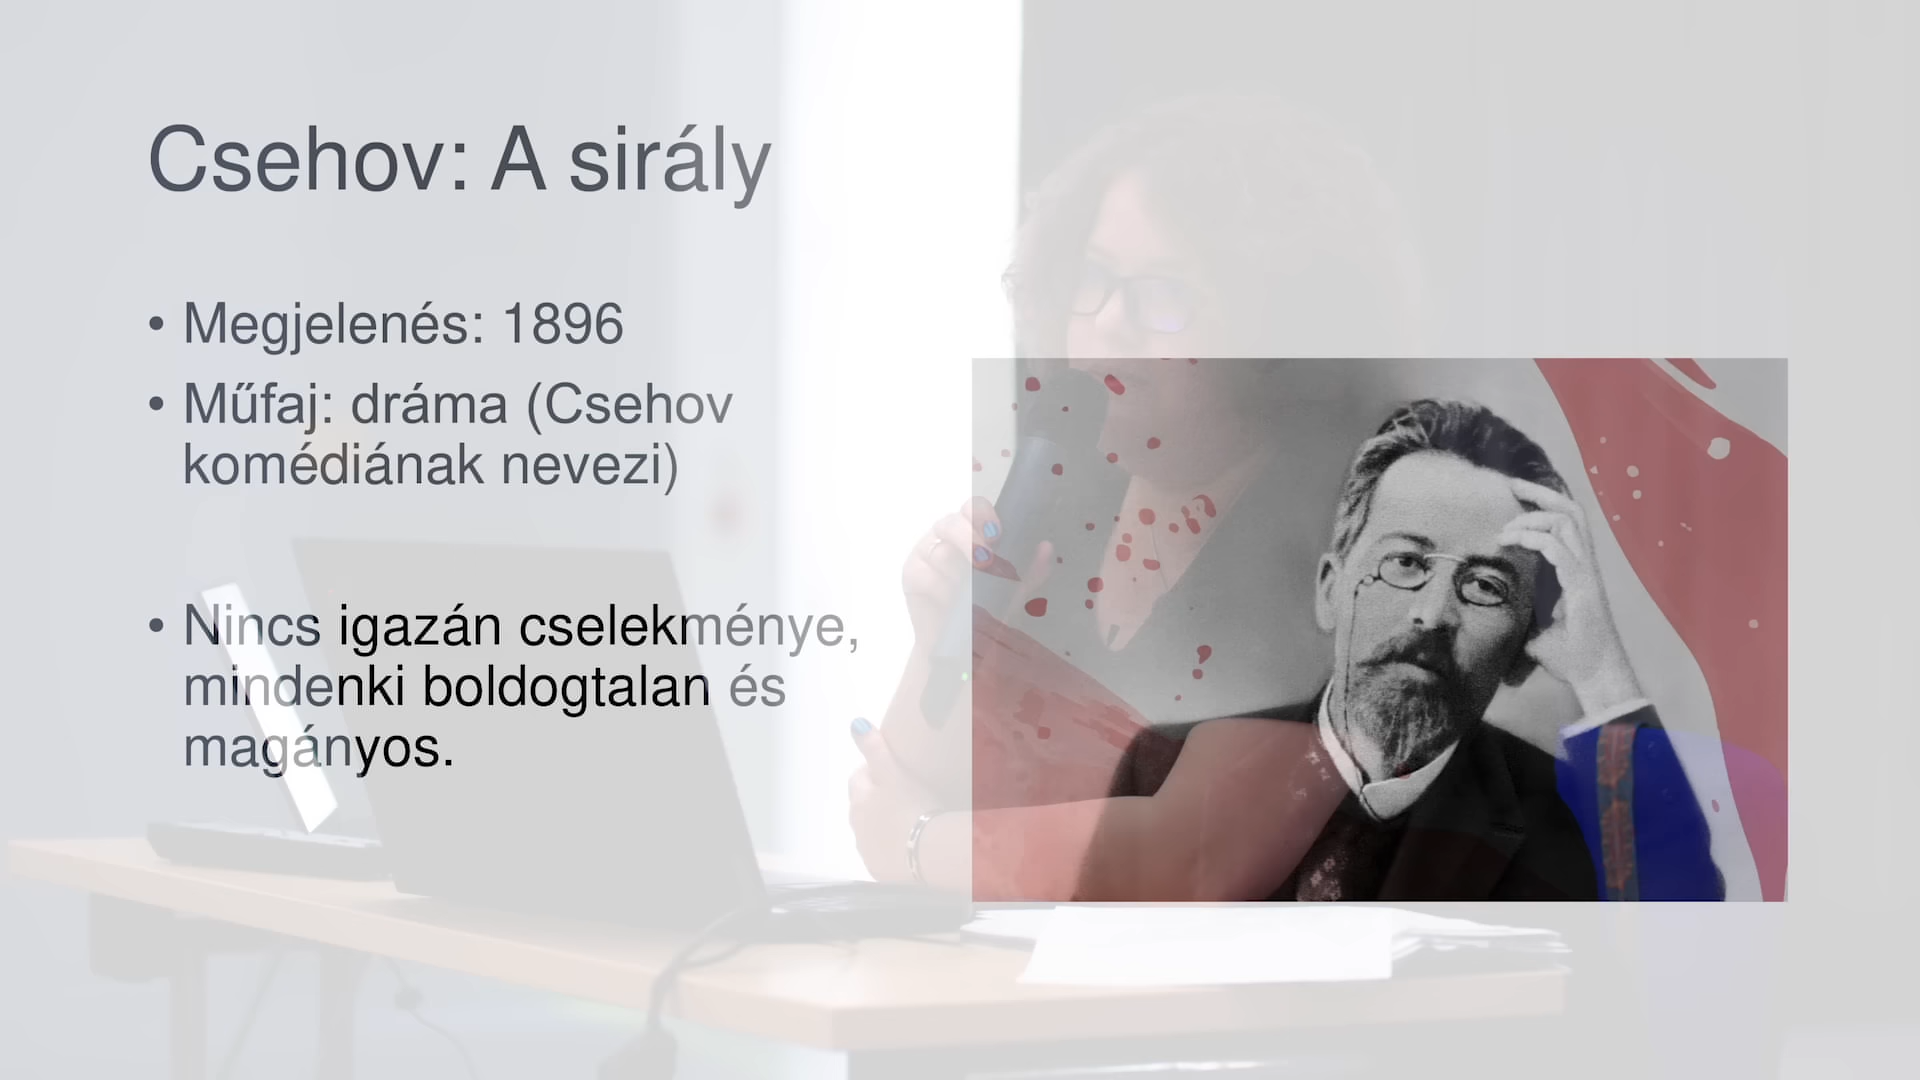 Csehov: A sirály
• Megjelenés: 1896
• Műfaj: dráma (Csehov
komédiának nevezi)
• Nincs igazán cselekménye,
mindenki boldogtalan és
magányos.